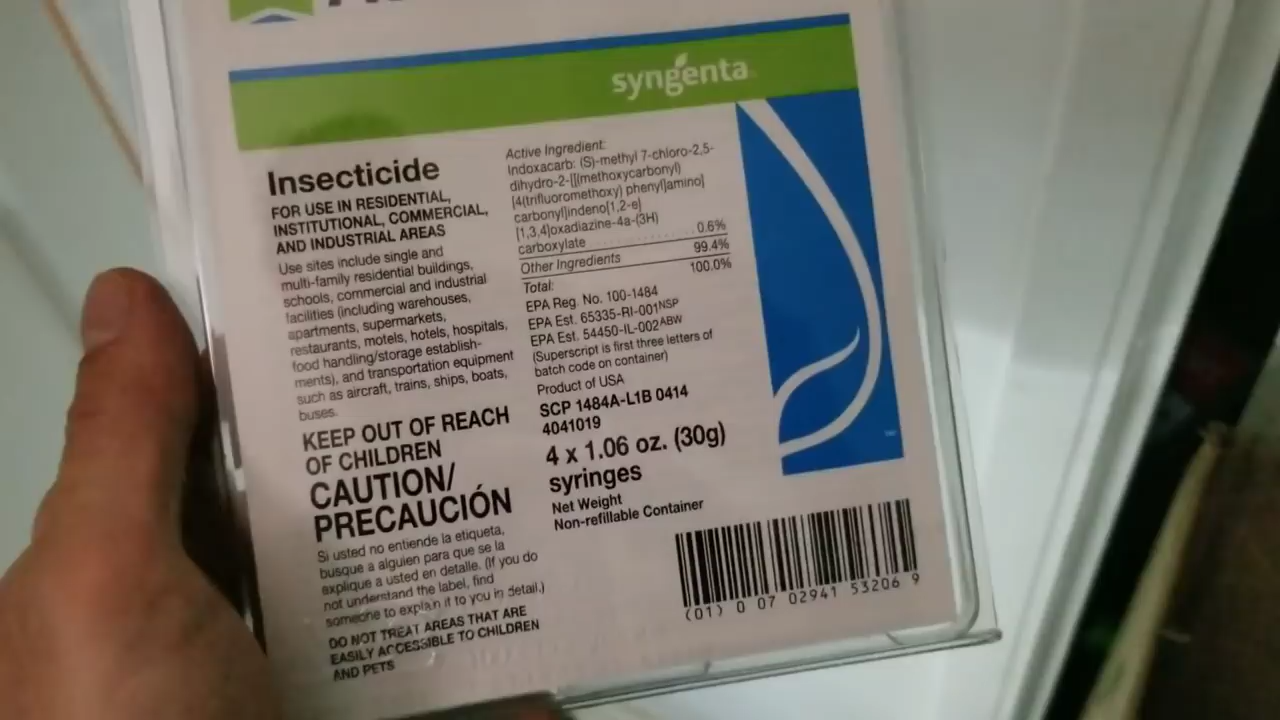 syngenta
Insecticide
FOR USE IN RESIDENTIAL,
INSTITUTIONAL, COMMERCIAL,
AND INDUSTRIAL AREAS
Use sites include single and
multi-family residential buildings,
schools, commercial and industrial
facilities (including warehouses,
apartments, supermarkets,
restaurants, motels, hotels, hospitals,
food handling/storage establish-
ments), and transportation equipment
such as aircraft, trains, ships, boats,
buses.
KEEP OUT OF REACH
OF CHILDREN
CAUTION/
PRECAUCIÓN
Si usted no entiende la etiqueta,
busque a alguien para que se la
explique a usted en detalle. (If you do
not understand the label, find
someone to explain it to you in detail.)
DO NOT TREAT AREAS THAT ARE
EASILY ACCESSIBLE TO CHILDREN
AND PETS
Active Ingredient:
Indoxacarb: (S)-methyl 7-chloro-2,5-
dihydro-2-[[(methoxycarbonyl)
[4(trifluoromethoxy) phenyl]amino]
carbonyl]indeno[1,2-e]
[1,3,4]oxadiazine-4a-(3H)
carboxylate 0.6%
Other Ingredients 99.4%
Total: 100.0%
EPA Reg. No. 100-1484
EPA Est. 65335-RI-001NSP
EPA Est. 54450-IL-002ABW
(Superscript is first three letters of
batch code on container)
Product of USA
SCP 1484A-L1B 0414
4041019
4 x 1.06 oz. (30g)
syringes
Net Weight
Non-refillable Container
(01) 0 07 02941 53206 9